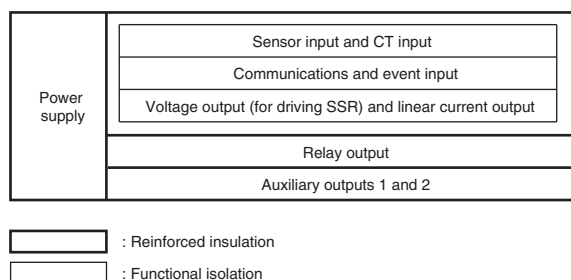 Sensor input and CT input
Communications and event input
Power
supply
Voltage output (for driving SSR) and linear current output
Relay output
Auxiliary outputs 1 and 2
: Reinforced insulation
: Functional isolation